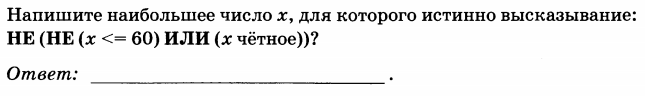 Напишите наибольшее число x, для которого истинно высказывание:
НЕ (НЕ (x <= 60) ИЛИ (x чётное))?
Ответ: ______________________________ .